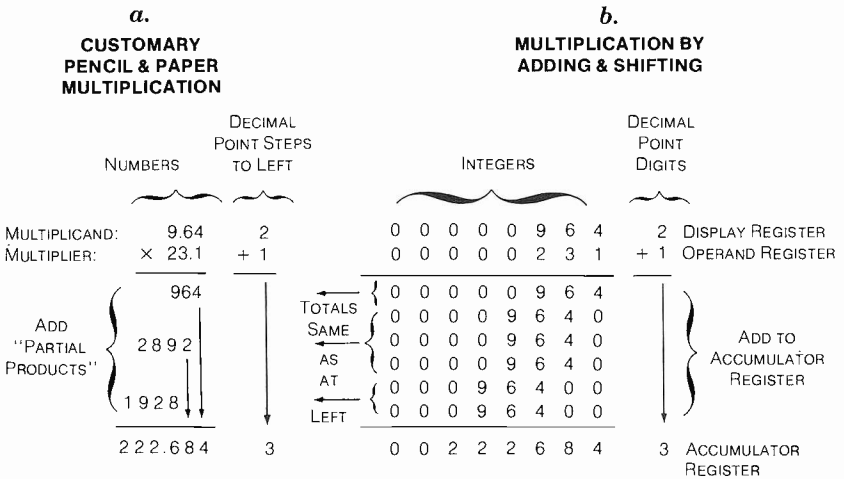 a.
CUSTOMARY
PENCIL & PAPER
MULTIPLICATION
DECIMAL
POINT STEPS
TO LEFT
NUMBERS
MULTIPLICAND: 9.64 2
MULTIPLIER: × 23.1 + 1
ADD
"PARTIAL
PRODUCTS"
964
2892
1928
222.684 3
b.
MULTIPLICATION BY
ADDING & SHIFTING
INTEGERS
DECIMAL
POINT
DIGITS
0 0 0 0 0 9 6 4 2 DISPLAY REGISTER
0 0 0 0 0 2 3 1 + 1 OPERAND REGISTER
TOTALS
SAME
AS
AT
LEFT
0 0 0 0 0 9 6 4
0 0 0 0 9 6 4 0
0 0 0 0 9 6 4 0
0 0 0 0 9 6 4 0
0 0 0 9 6 4 0 0
0 0 0 9 6 4 0 0
ADD TO
ACCUMULATOR
REGISTER
0 0 2 2 2 6 8 4 3 ACCUMULATOR
REGISTER